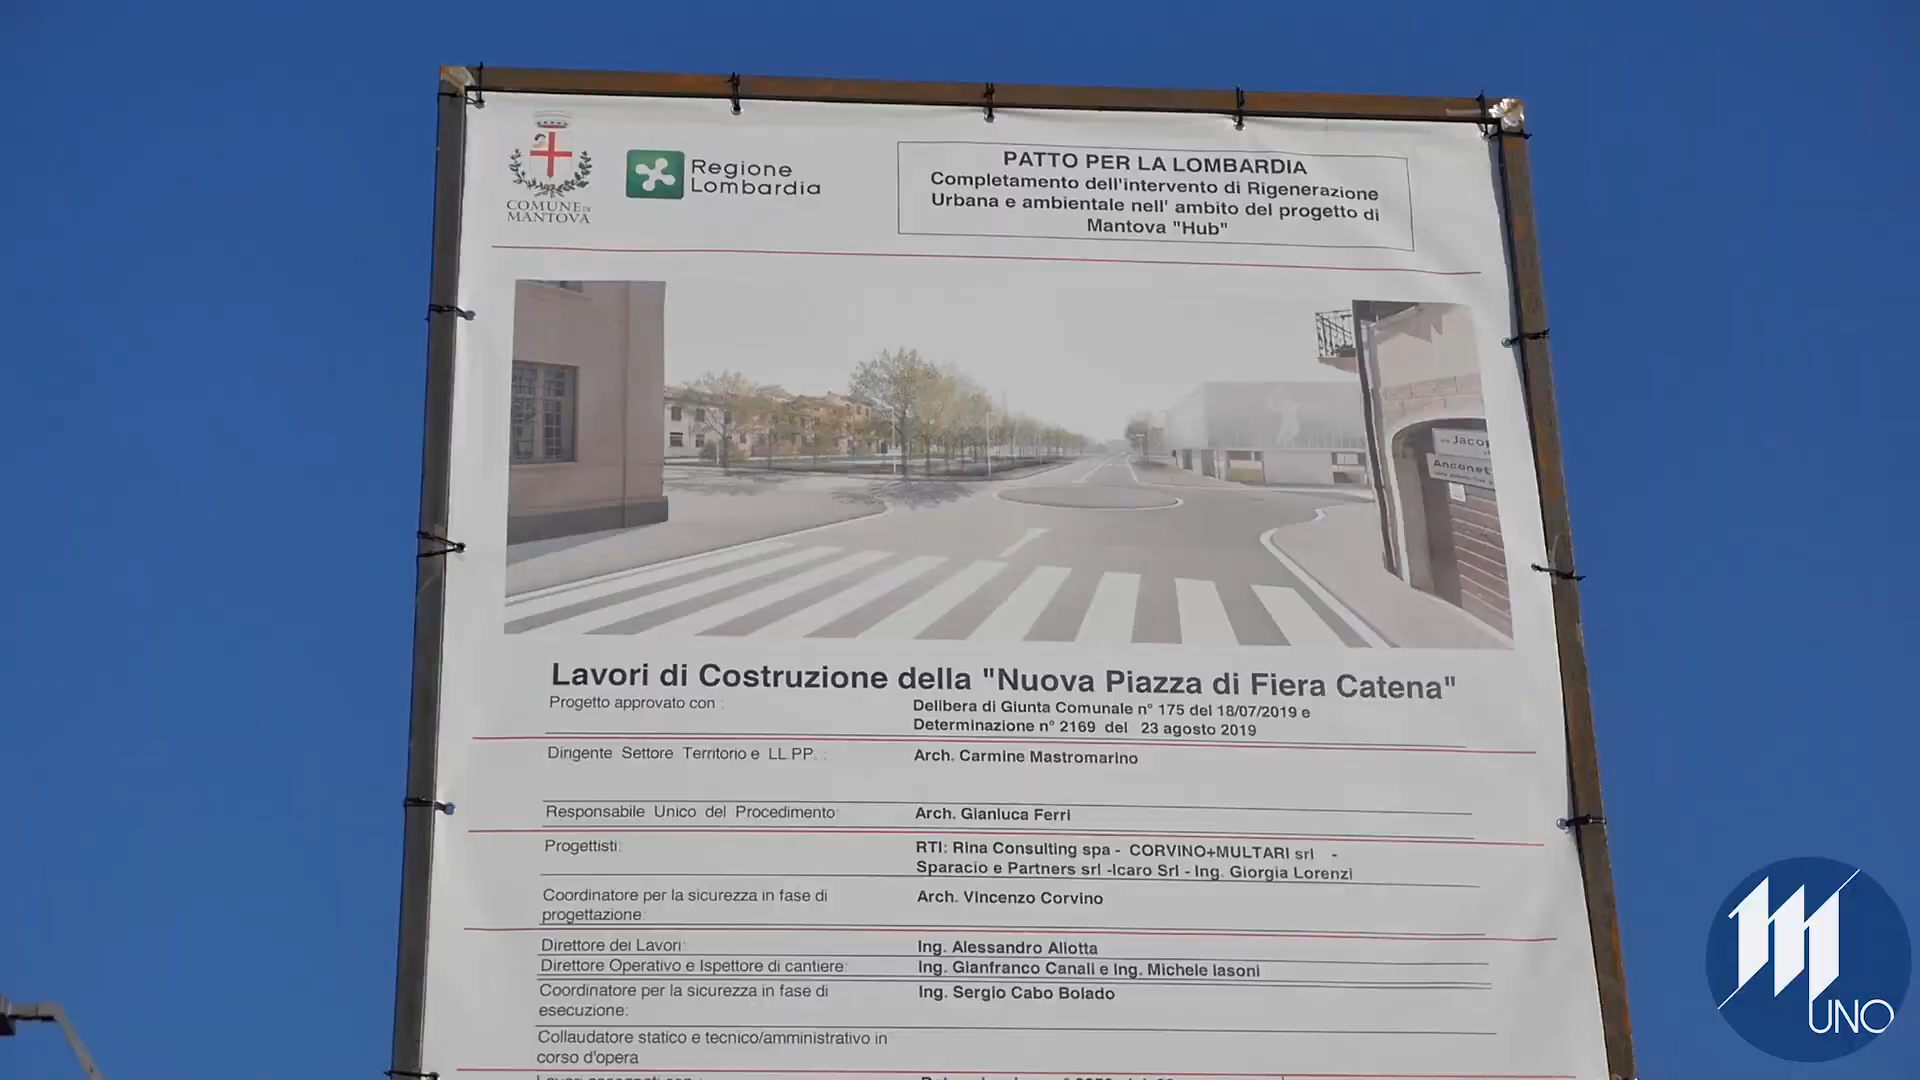 COMUNE DI
MANTOVA
Regione
Lombardia
PATTO PER LA LOMBARDIA
Completamento dell'intervento di Rigenerazione
Urbana e ambientale nell' ambito del progetto di
Mantova "Hub"
Jaco
Anconet
Lavori di Costruzione della "Nuova Piazza di Fiera Catena"
Progetto approvato con : Delibera di Giunta Comunale n° 175 del 18/07/2019 e
Determinazione n° 2169 del 23 agosto 2019
Dirigente Settore Territorio e LL.PP. : Arch. Carmine Mastromarino
Responsabile Unico del Procedimento: Arch. Gianluca Ferri
Progettisti: RTI: Rina Consulting spa - CORVINO+MULTARI srl -
Sparacio e Partners srl -Icaro Srl - Ing. Giorgia Lorenzi
Coordinatore per la sicurezza in fase di Arch. Vincenzo Corvino
progettazione:
Direttore dei Lavori: Ing. Alessandro Aliotta
Direttore Operativo e Ispettore di cantiere: Ing. Gianfranco Canali e Ing. Michele Iasoni
Coordinatore per la sicurezza in fase di Ing. Sergio Cabo Bolado
esecuzione:
Collaudatore statico e tecnico/amministrativo in
corso d'opera
M
UNO